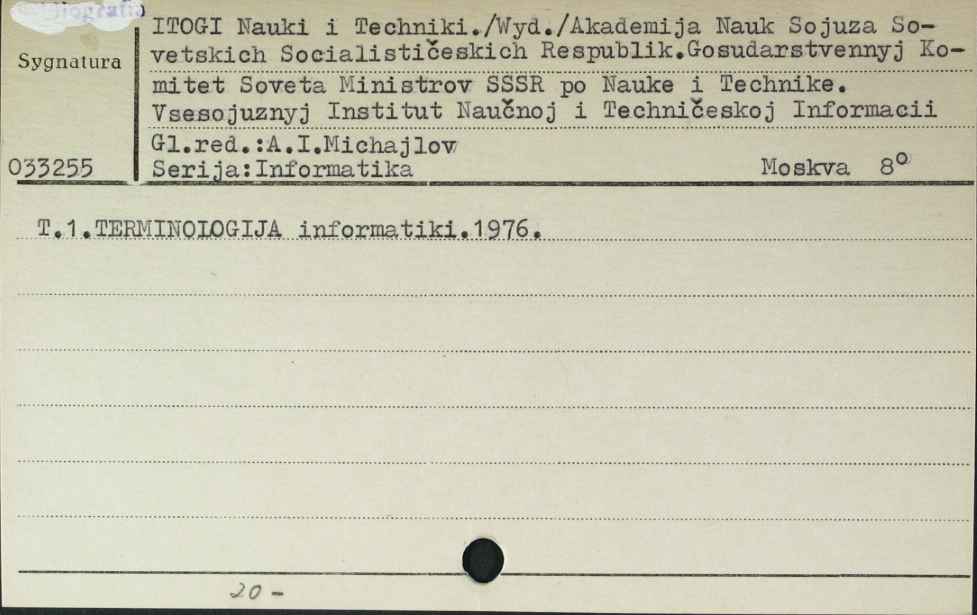 Bibliografia
ITOGI Nauki i Techniki./Wyd./Akademija Nauk Sojuza So-
Sygnatura
vetskich Socialističeskich Respublik.Gosudarstvennyj Ko-
mitet Soveta Ministrov SSSR po Nauke i Technike.
Vsesojuznyj Institut Naučnoj i Techničeskoj Informacii
Gl.red.:A.I.Michajlov
033255 Serija:Informatika Moskva 8°
T.1.TERMINOLOGIJA informatiki.1976.
20 -